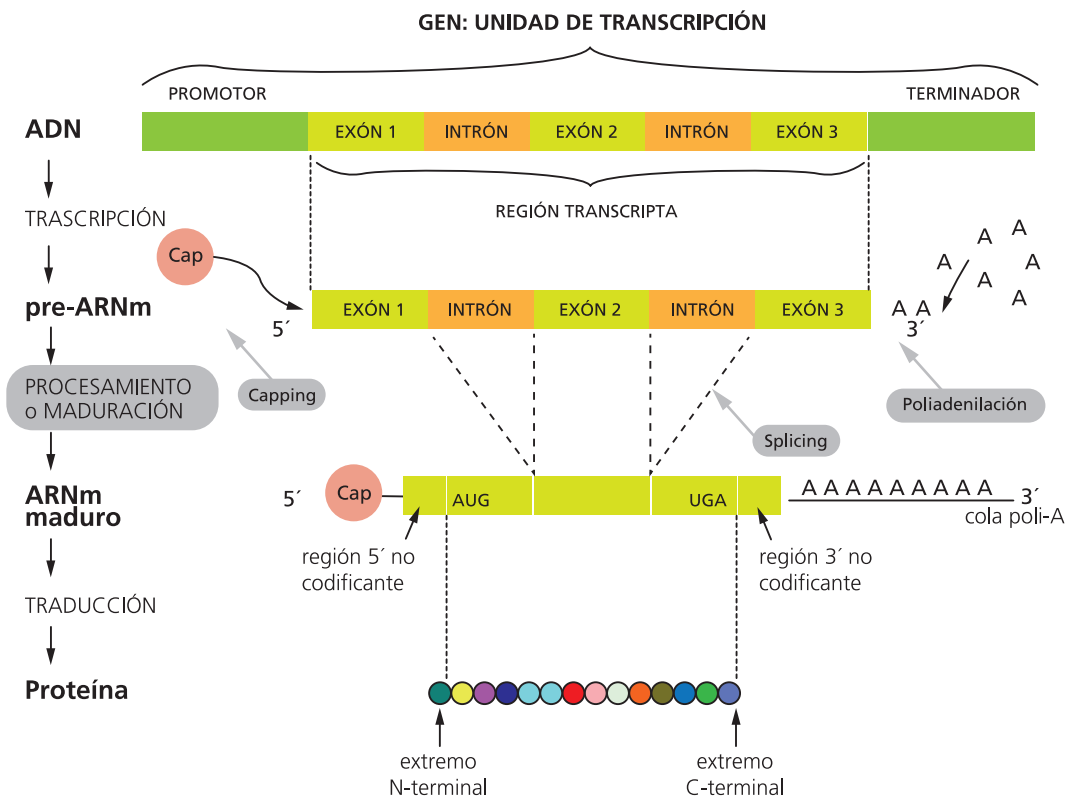 GEN: UNIDAD DE TRANSCRIPCIÓN
PROMOTOR
TERMINADOR
ADN
EXÓN 1
INTRÓN
EXÓN 2
INTRÓN
EXÓN 3
REGIÓN TRANSCRIPTA
TRASCRIPCIÓN
Cap
A
A
A
A
A
A
A A
pre-ARNm
5´
EXÓN 1
INTRÓN
EXÓN 2
INTRÓN
EXÓN 3
3´
PROCESAMIENTO
o MADURACIÓN
Capping
Splicing
Poliadenilación
ARNm
maduro
5´
Cap
AUG
UGA
A A A A A A A A A
3´
cola poli-A
región 5´ no
codificante
región 3´ no
codificante
TRADUCCIÓN
Proteína
extremo
N-terminal
extremo
C-terminal